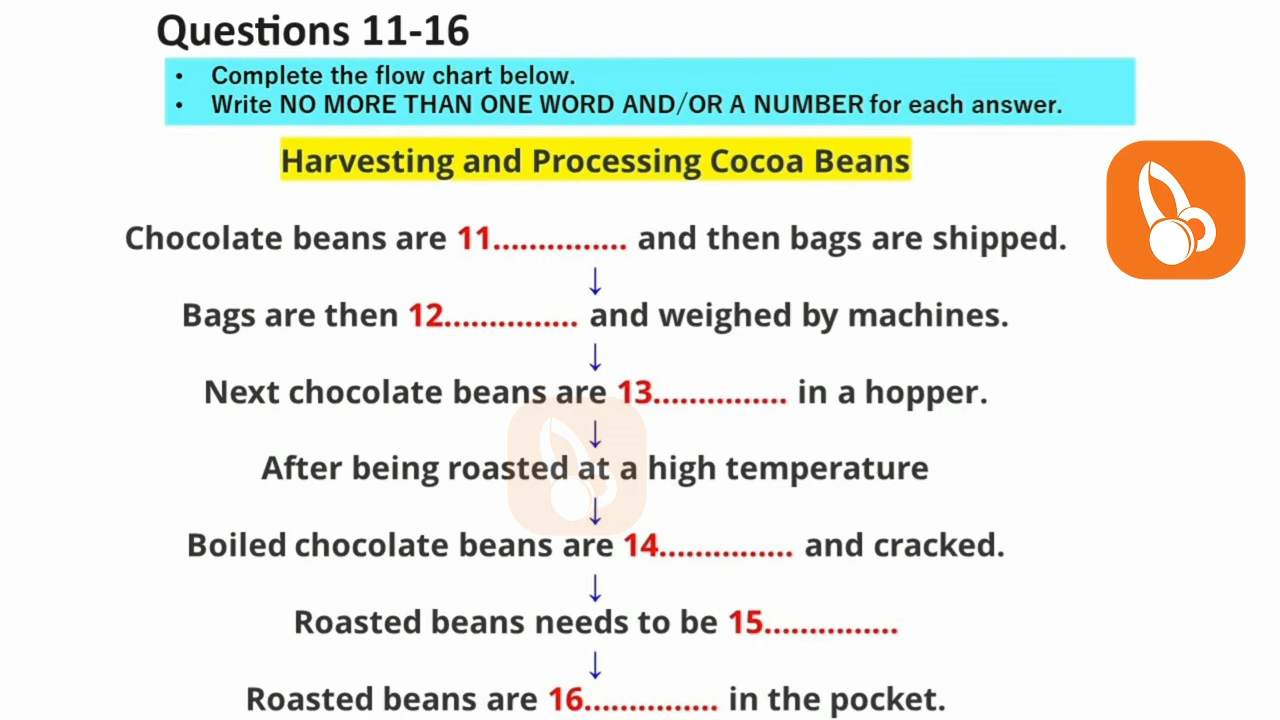 Questions 11-16
• Complete the flow chart below.
• Write NO MORE THAN ONE WORD AND/OR A NUMBER for each answer.
Harvesting and Processing Cocoa Beans
Chocolate beans are 11............... and then bags are shipped.
↓
Bags are then 12............... and weighed by machines.
↓
Next chocolate beans are 13............... in a hopper.
↓
After being roasted at a high temperature
↓
Boiled chocolate beans are 14............... and cracked.
↓
Roasted beans needs to be 15...............
↓
Roasted beans are 16............... in the pocket.